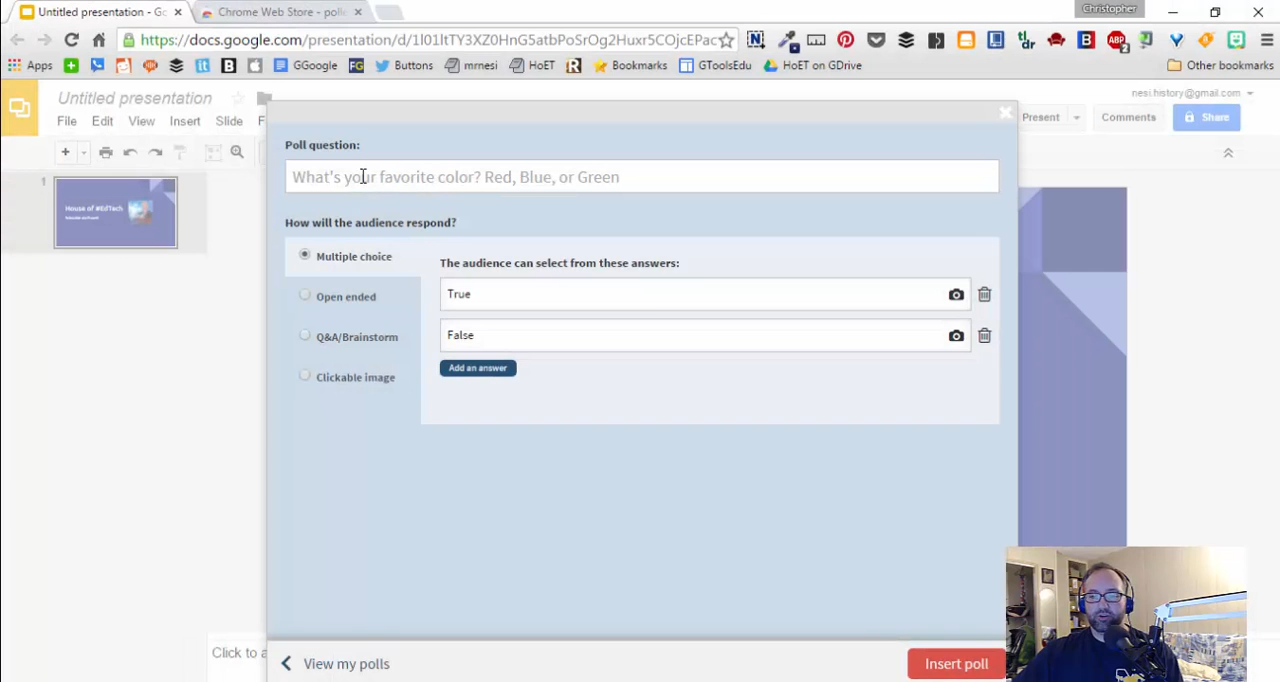 Untitled presentation - Go
Chrome Web Store - polle
Christopher
https://docs.google.com/presentation/d/1l01ltTY3XZ0HnG5atbPoSrOg2Huxr5COjcEPac
Apps
GGoogle
FG
Buttons
mrnesi
HoET
Bookmarks
GToolsEdu
HoET on GDrive
Other bookmarks
Untitled presentation
nesi.history@gmail.com
File
Edit
View
Insert
Slide
F
Present
Comments
Share
1
House of #EdTech
Poll question:
What's your favorite color? Red, Blue, or Green
How will the audience respond?
Multiple choice
The audience can select from these answers:
True
Open ended
False
Q&A/Brainstorm
Add an answer
Clickable image
Click to a
View my polls
Insert poll